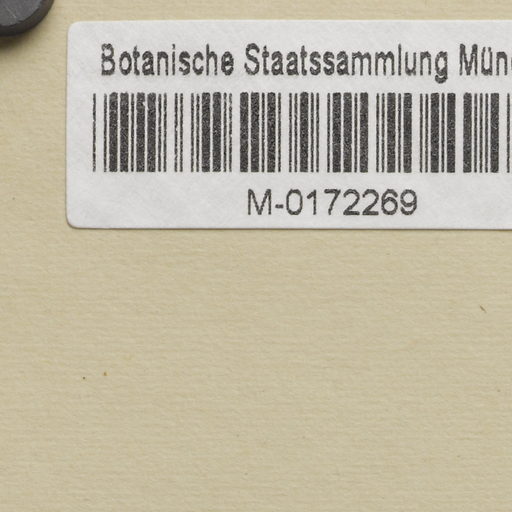 Botanische Staatssammlung Mün
M-0172269